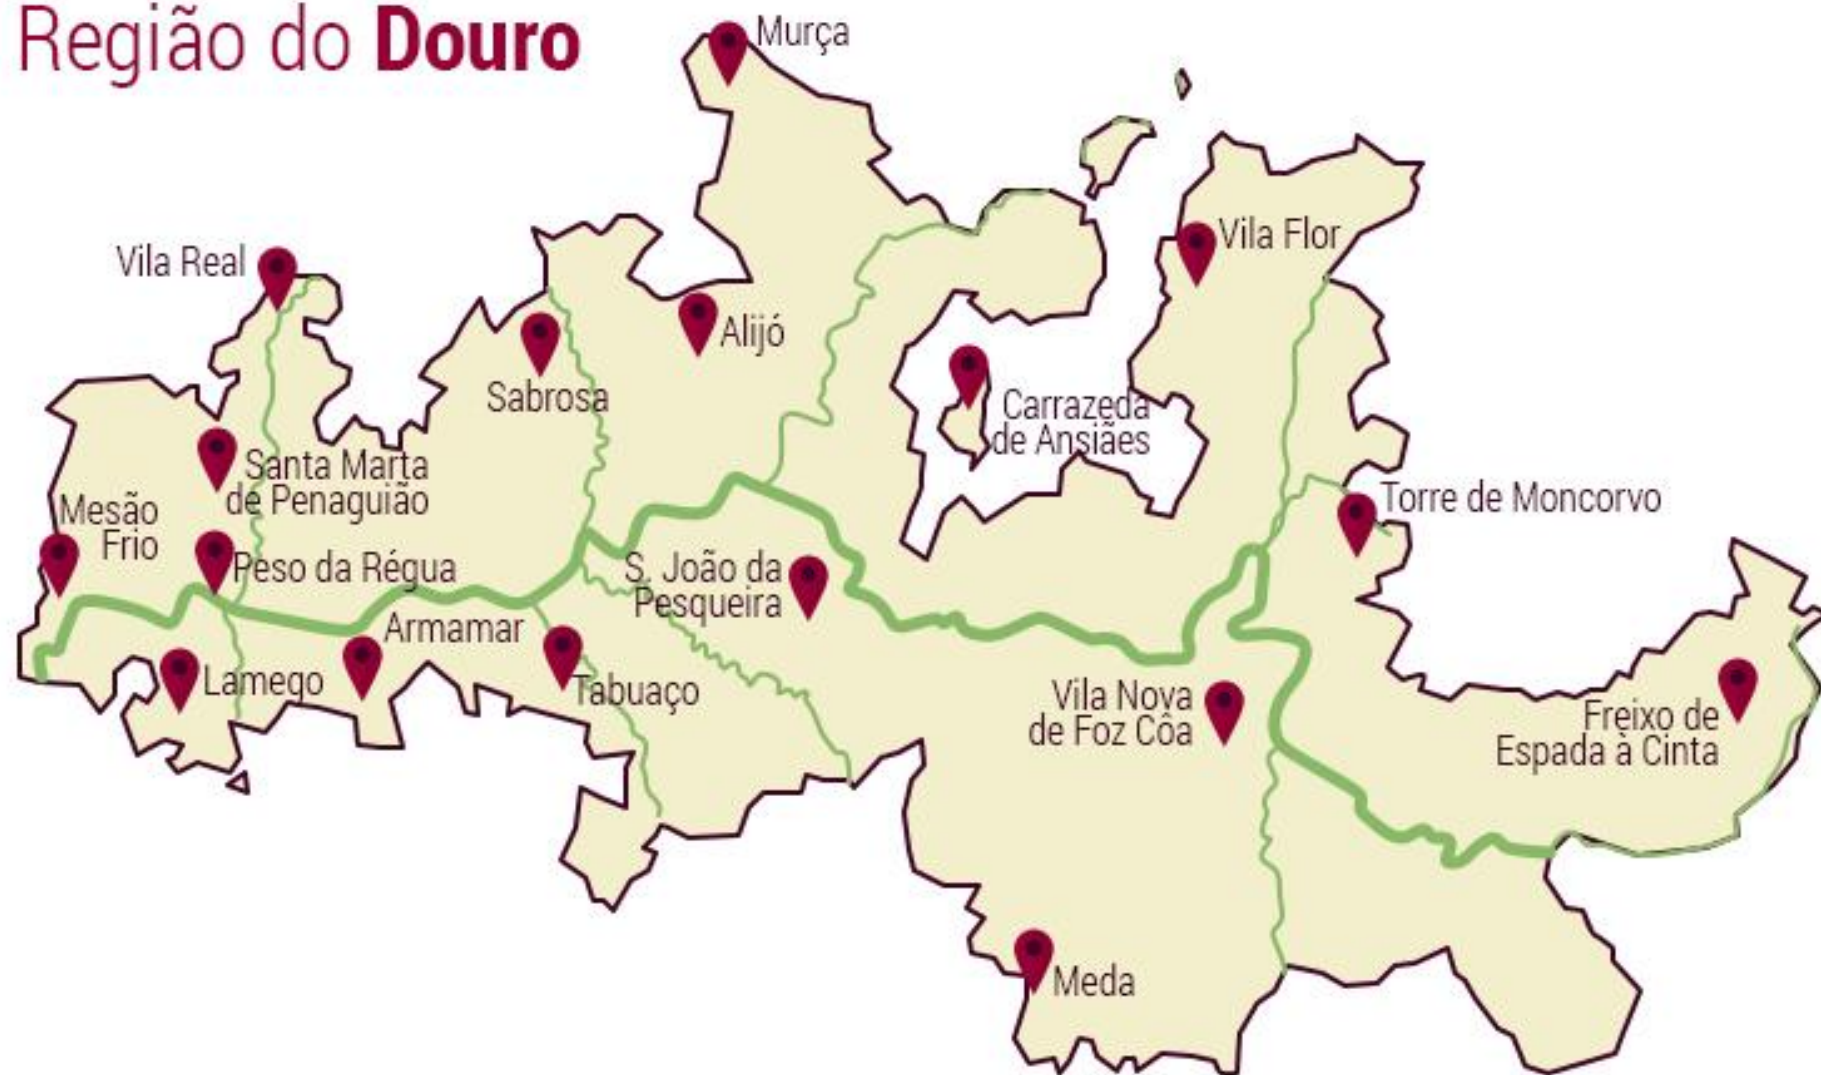 Região do Douro
Murça
Vila Real
Vila Flor
Alijó
Sabrosa
Carrazeda
de Ansiães
Santa Marta
de Penaguião
Torre de Moncorvo
Mesão
Frio
Peso da Régua
S. João da
Pesqueira
Armamar
Lamego
Tabuaço
Vila Nova
de Foz Côa
Freixo de
Espada à Cinta
Meda